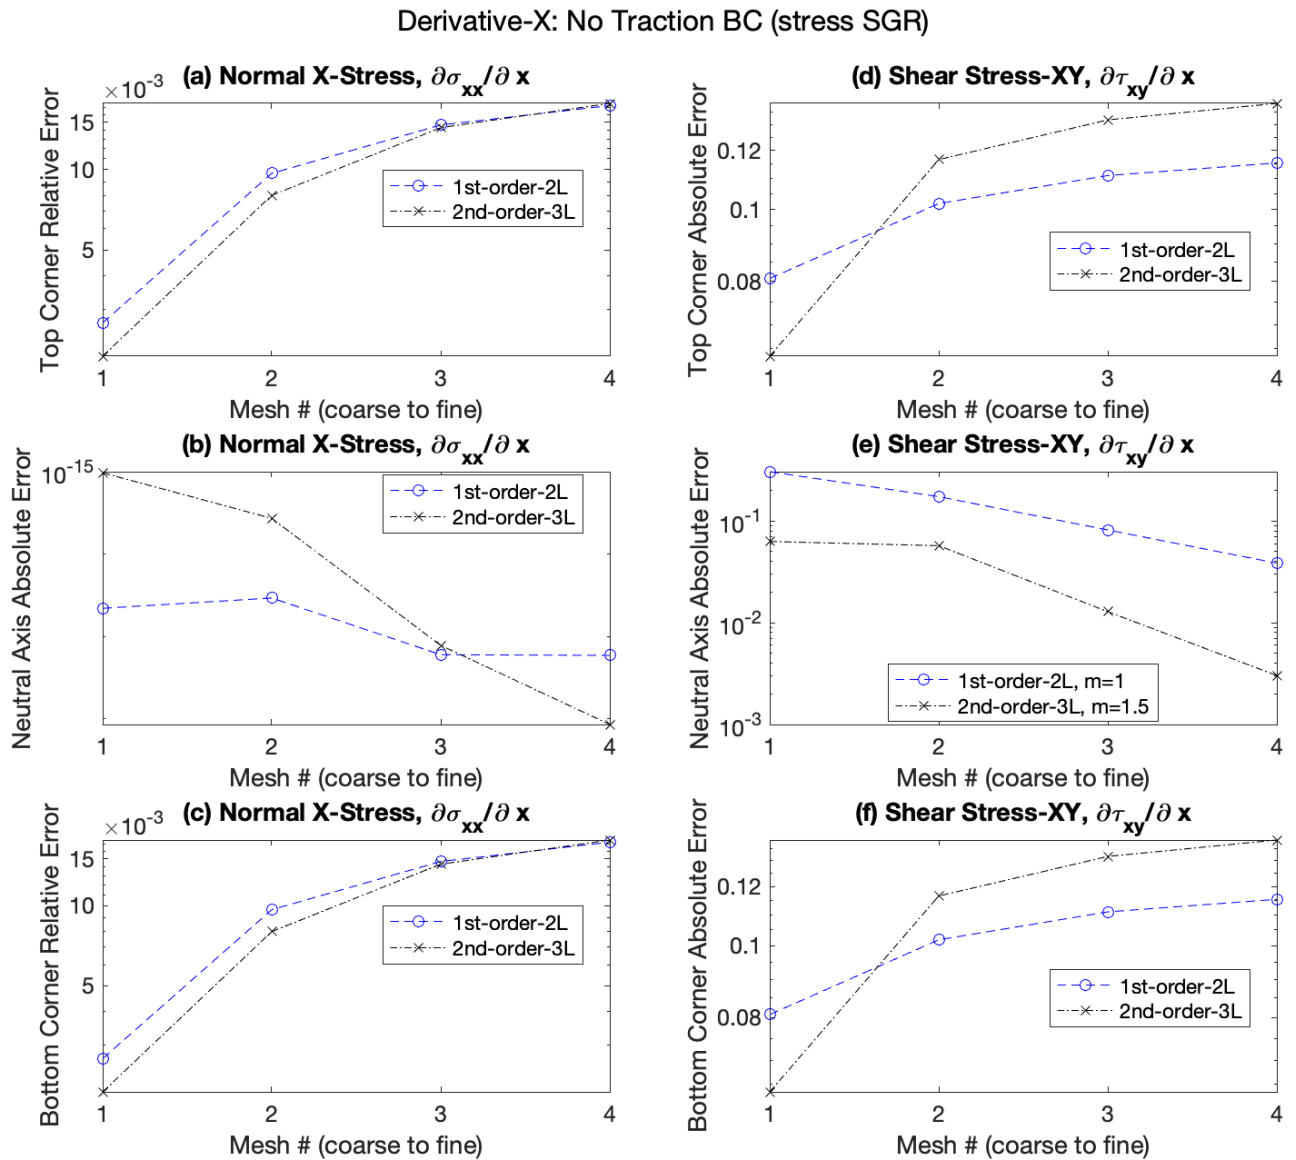 Derivative-X: No Traction BC (stress SGR)
(a) Normal X-Stress, ∂σxx/∂ x
×10-3
Top Corner Relative Error
15
10
5
1st-order-2L
2nd-order-3L
1 2 3 4
Mesh # (coarse to fine)
(d) Shear Stress-XY, ∂τxy/∂ x
Top Corner Absolute Error
0.12
0.1
0.08
1st-order-2L
2nd-order-3L
1 2 3 4
Mesh # (coarse to fine)
(b) Normal X-Stress, ∂σxx/∂ x
Neutral Axis Absolute Error
10-15
1st-order-2L
2nd-order-3L
1 2 3 4
Mesh # (coarse to fine)
(e) Shear Stress-XY, ∂τxy/∂ x
Neutral Axis Absolute Error
10-1
10-2
10-3
1st-order-2L, m=1
2nd-order-3L, m=1.5
1 2 3 4
Mesh # (coarse to fine)
(c) Normal X-Stress, ∂σxx/∂ x
×10-3
Bottom Corner Relative Error
15
10
5
1st-order-2L
2nd-order-3L
1 2 3 4
Mesh # (coarse to fine)
(f) Shear Stress-XY, ∂τxy/∂ x
Bottom Corner Absolute Error
0.12
0.1
0.08
1st-order-2L
2nd-order-3L
1 2 3 4
Mesh # (coarse to fine)